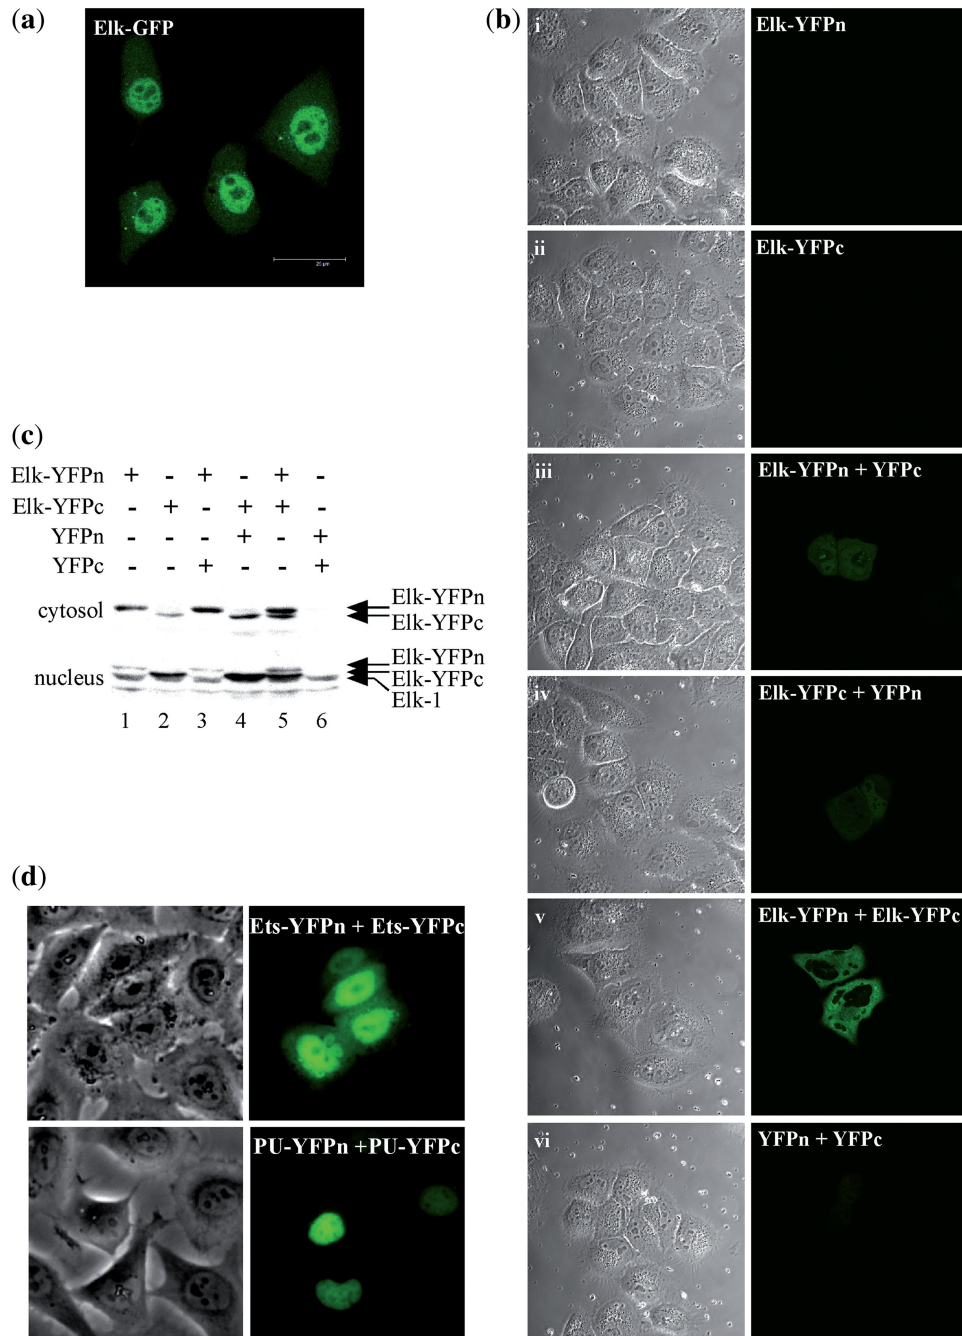 (a)
Elk-GFP
25 µm
(b)
i
Elk-YFPn
ii
Elk-YFPc
iii
Elk-YFPn + YFPc
iv
Elk-YFPc + YFPn
v
Elk-YFPn + Elk-YFPc
vi
YFPn + YFPc
(c)
Elk-YFPn + - + - + -
Elk-YFPc - + - + + -
YFPn - - - + - +
YFPc - - + - - +
cytosol
Elk-YFPn
Elk-YFPc
nucleus
Elk-YFPn
Elk-YFPc
Elk-1
1 2 3 4 5 6
(d)
Ets-YFPn + Ets-YFPc
PU-YFPn +PU-YFPc